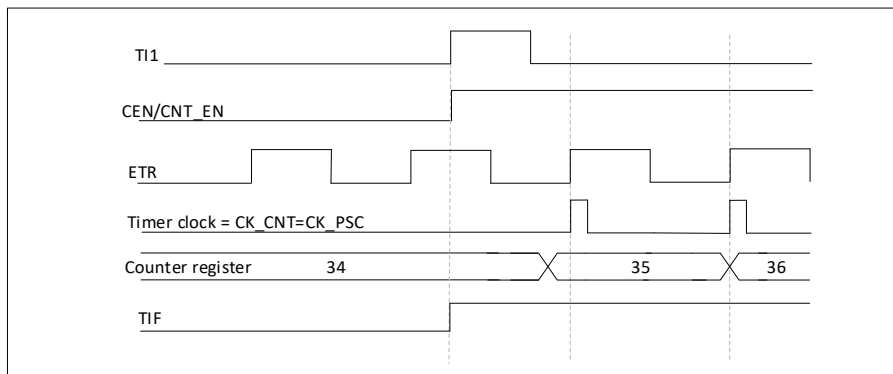 TI1
CEN/CNT_EN
ETR
Timer clock = CK_CNT=CK_PSC
Counter register 34 35 36
TIF